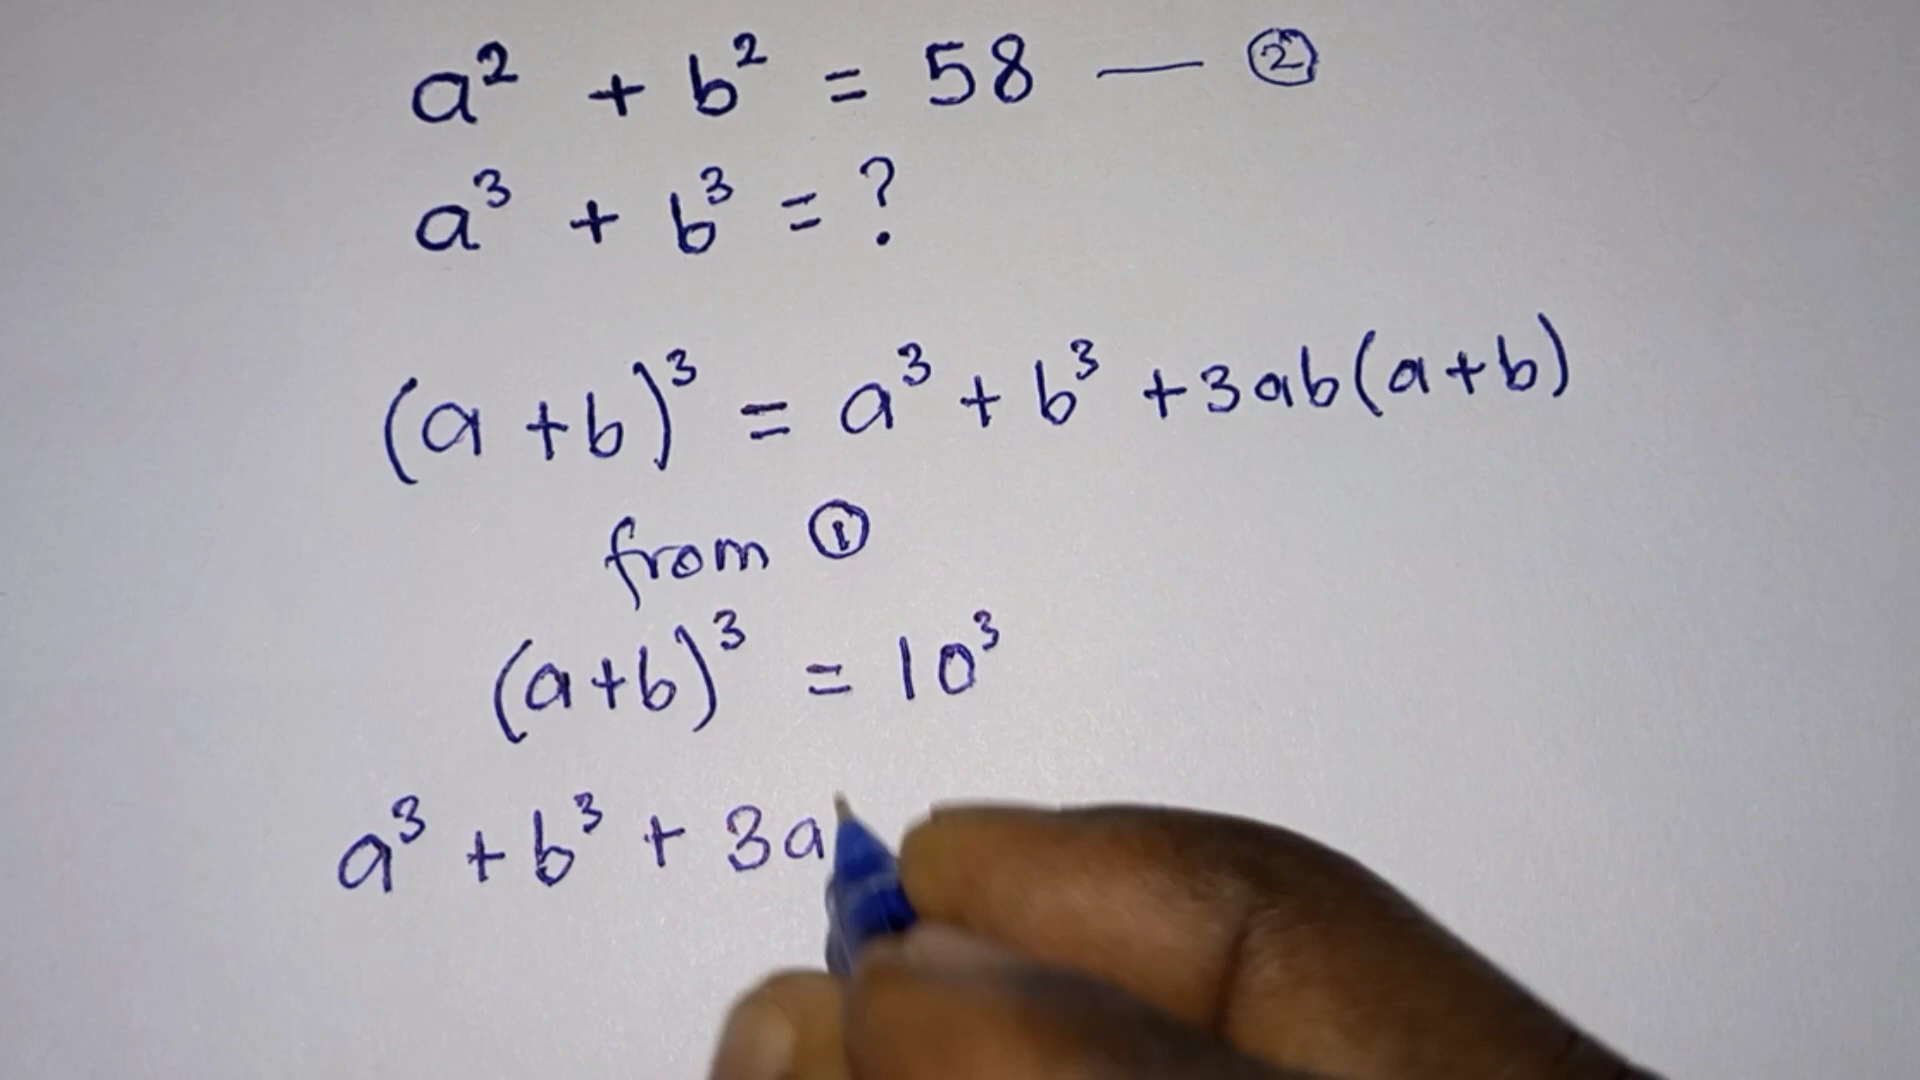 a² + b² = 58 — ②
a³ + b³ = ?
(a + b)³ = a³ + b³ + 3ab(a+b)
from ①
(a+b)³ = 10³
a³ + b³ + 3a